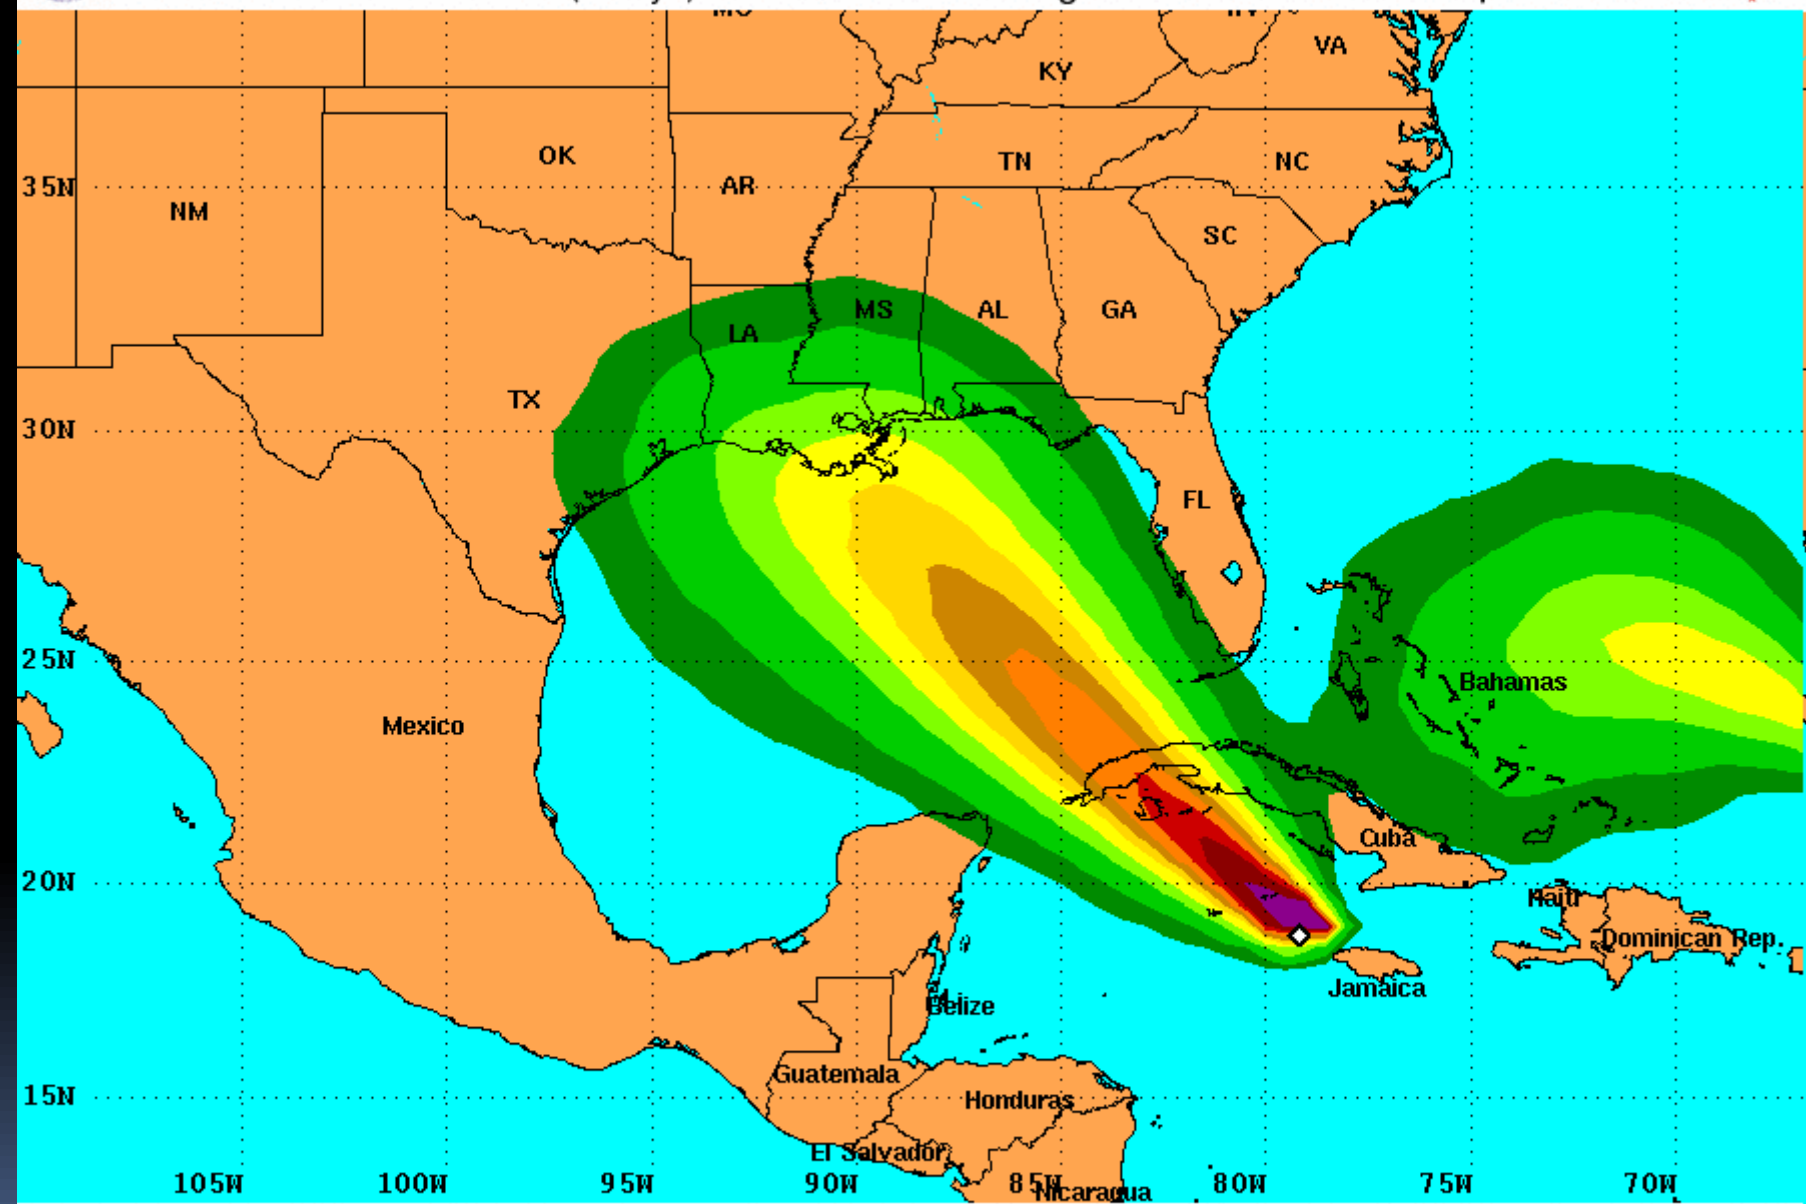 VA
KY
OK
TN
NC
35N
AR
NM
SC
MS
AL
GA
LA
TX
30N
FL
25N
Bahamas
Mexico
Cuba
20N
Haiti
Dominican Rep.
Jamaica
Belize
Guatemala
15N
Honduras
El Salvador
105W 100W 95W 90W 85W 80W 75W 70W
Nicaragua